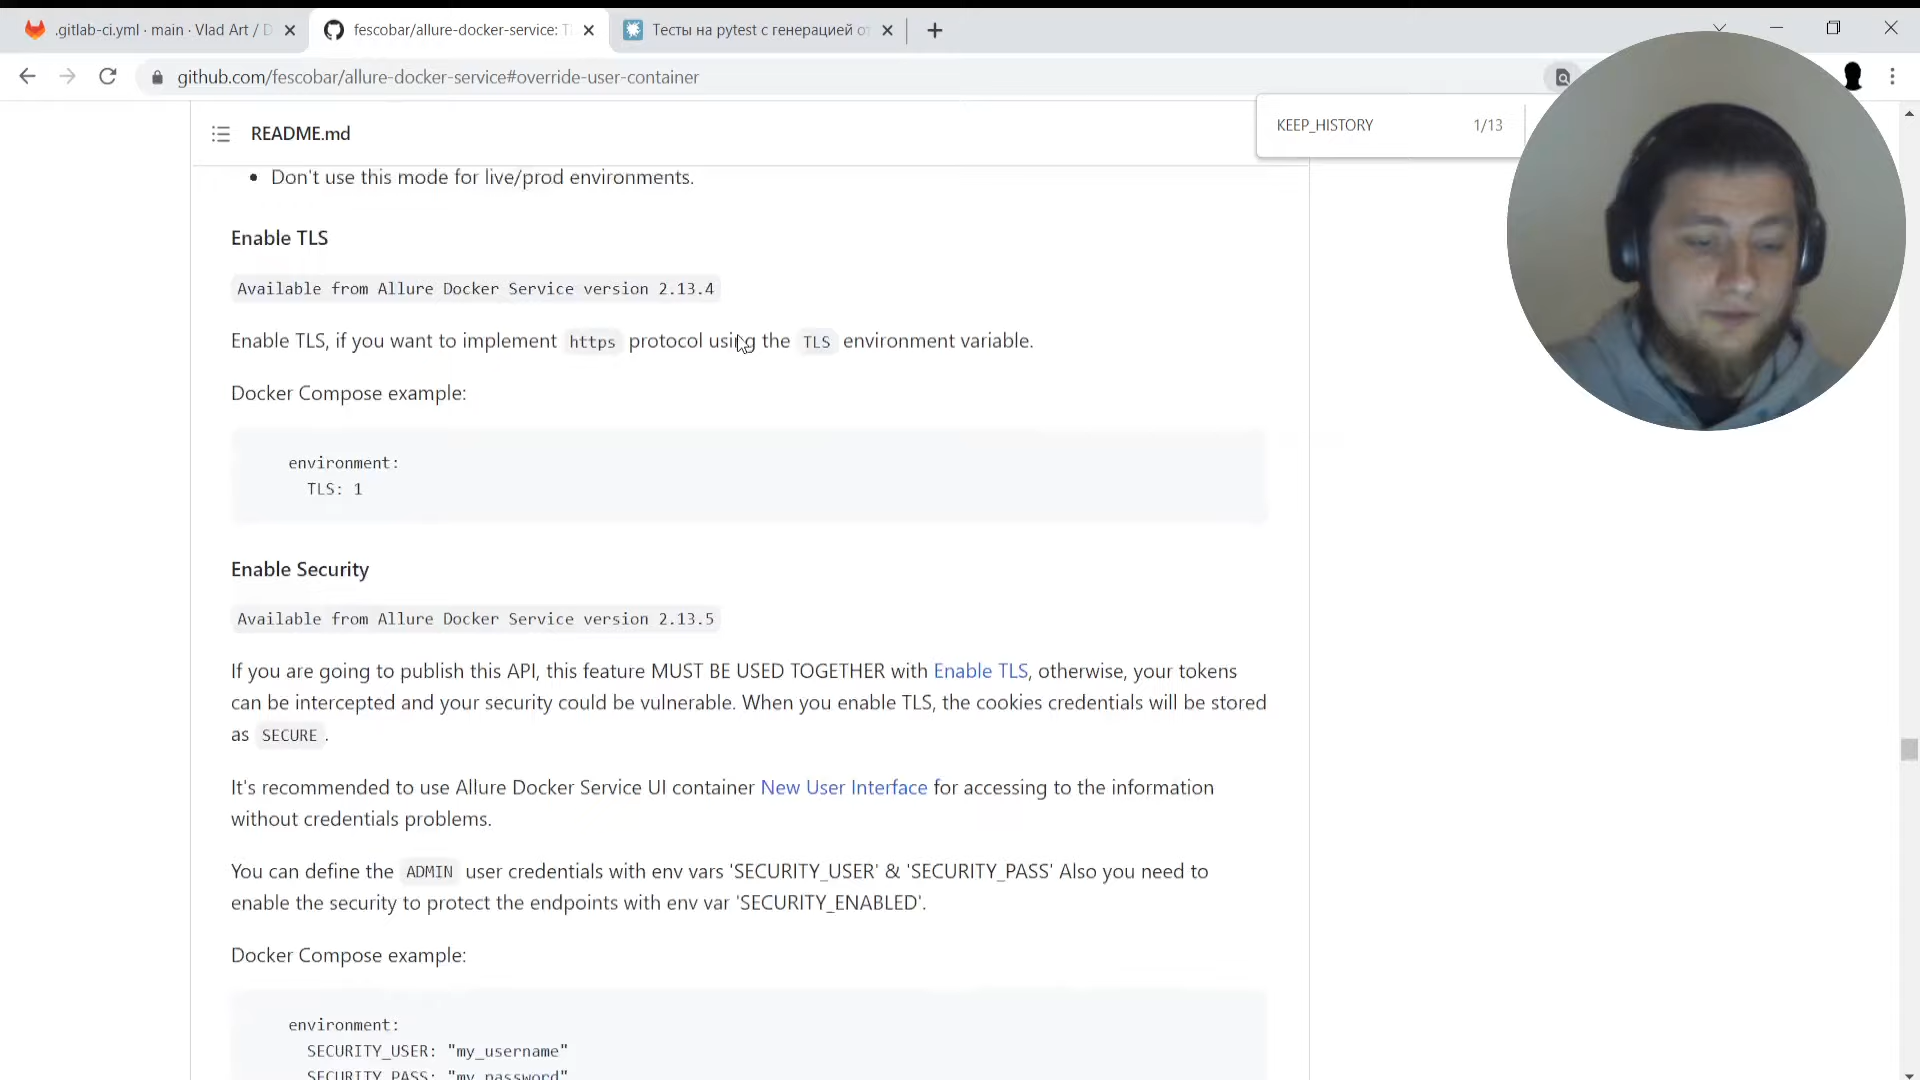 .gitlab-ci.yml · main · Vlad Art / D
fescobar/allure-docker-service: T
Тесты на pytest с генерацией от
github.com/fescobar/allure-docker-service#override-user-container
KEEP_HISTORY 1/13
README.md
Don't use this mode for live/prod environments.
Enable TLS
Available from Allure Docker Service version 2.13.4
Enable TLS, if you want to implement https protocol using the TLS environment variable.
Docker Compose example:
environment:
TLS: 1
Enable Security
Available from Allure Docker Service version 2.13.5
If you are going to publish this API, this feature MUST BE USED TOGETHER with Enable TLS, otherwise, your tokens
can be intercepted and your security could be vulnerable. When you enable TLS, the cookies credentials will be stored
as SECURE .
It's recommended to use Allure Docker Service UI container New User Interface for accessing to the information
without credentials problems.
You can define the ADMIN user credentials with env vars 'SECURITY_USER' & 'SECURITY_PASS' Also you need to
enable the security to protect the endpoints with env var 'SECURITY_ENABLED'.
Docker Compose example:
environment:
SECURITY_USER: "my_username"
SECURITY_PASS: "my_password"